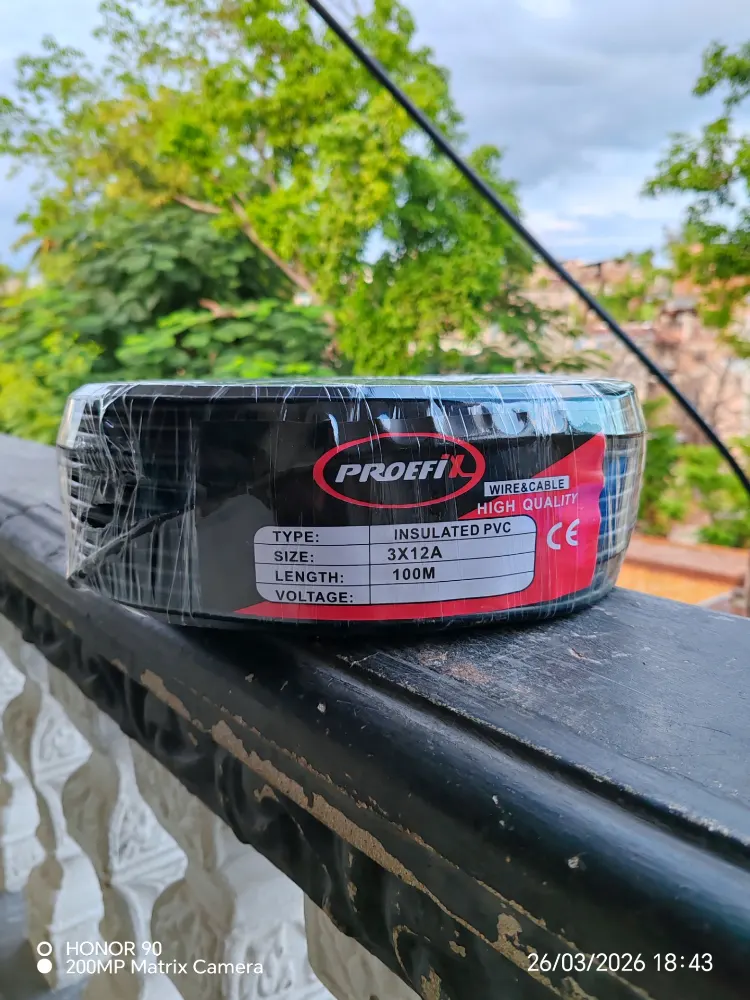 PROEFIX
WIRE&CABLE
HIGH QUALITY
TYPE: INSULATED PVC
SIZE: 3X12A
LENGTH: 100M
VOLTAGE:
CE
HONOR 90
200MP Matrix Camera
26/03/2026 18:43